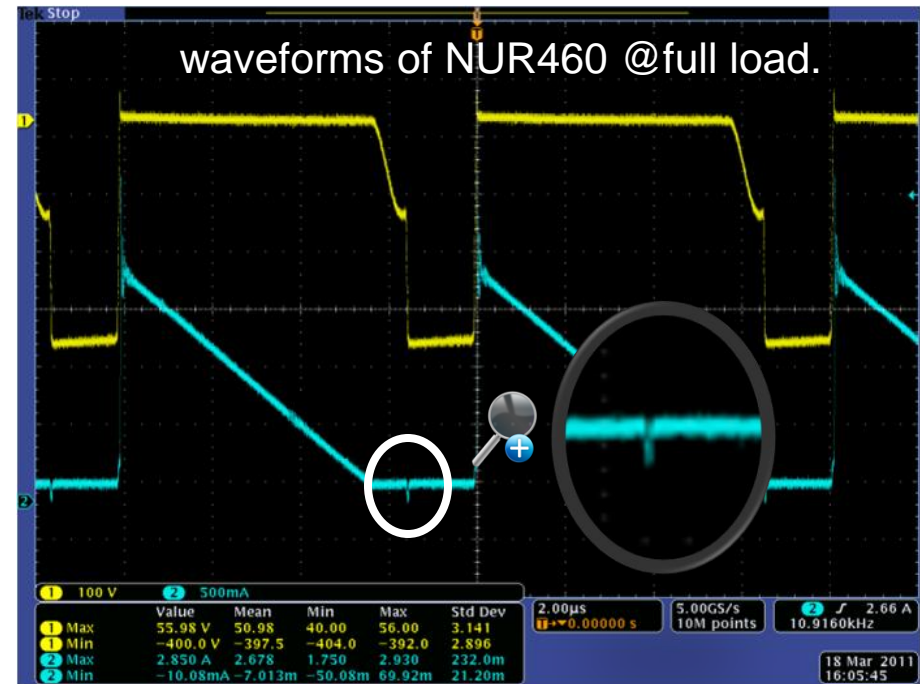 Tek Stop
waveforms of NUR460 @full load.
1
2
1 100 V 2 500mA
Value Mean Min Max Std Dev
1 Max 55.98 V 50.98 40.00 56.00 3.141
1 Min −400.0 V −397.5 −404.0 −392.0 2.896
2 Max 2.850 A 2.678 1.750 2.930 232.0m
2 Min −10.08mA −7.013m −50.08m 69.92m 21.20m
2.00μs
T→▼0.00000 s
5.00GS/s
10M points
2 ∫ 2.66 A
10.9160kHz
18 Mar 2011
16:05:45